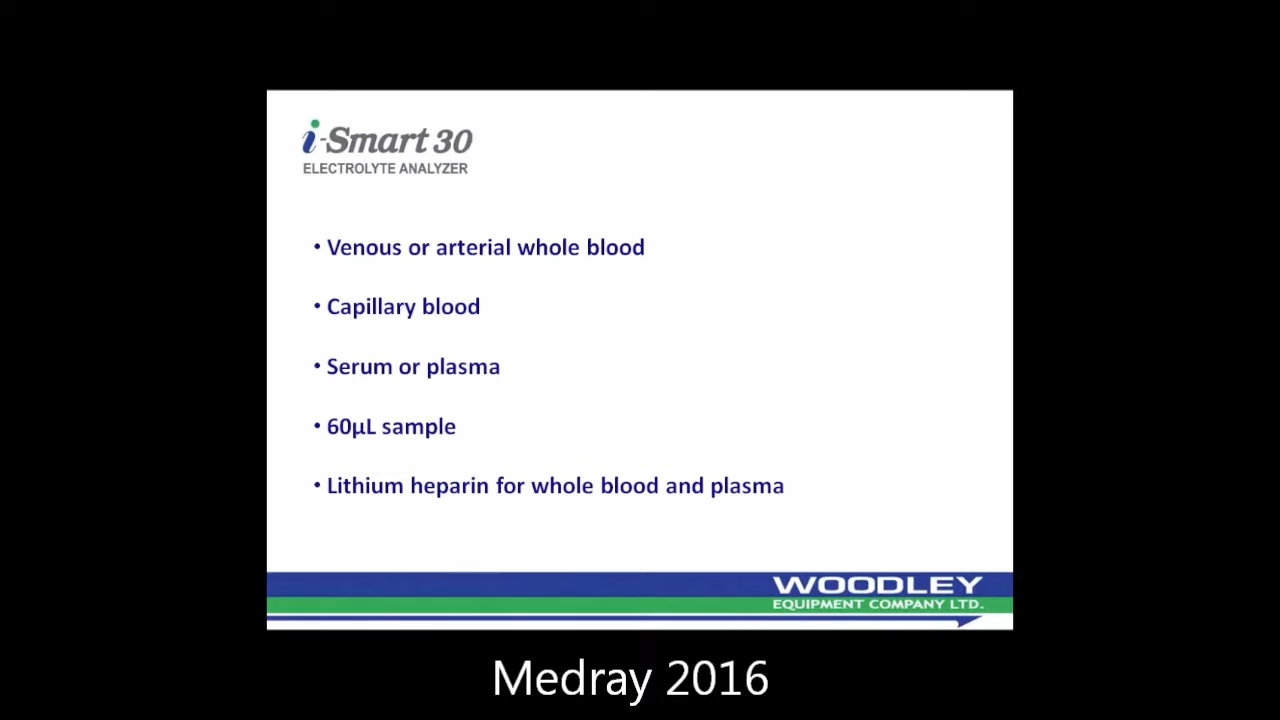 i-Smart 30
ELECTROLYTE ANALYZER
• Venous or arterial whole blood
• Capillary blood
• Serum or plasma
• 60µL sample
• Lithium heparin for whole blood and plasma
WOODLEY
EQUIPMENT COMPANY LTD.
Medray 2016